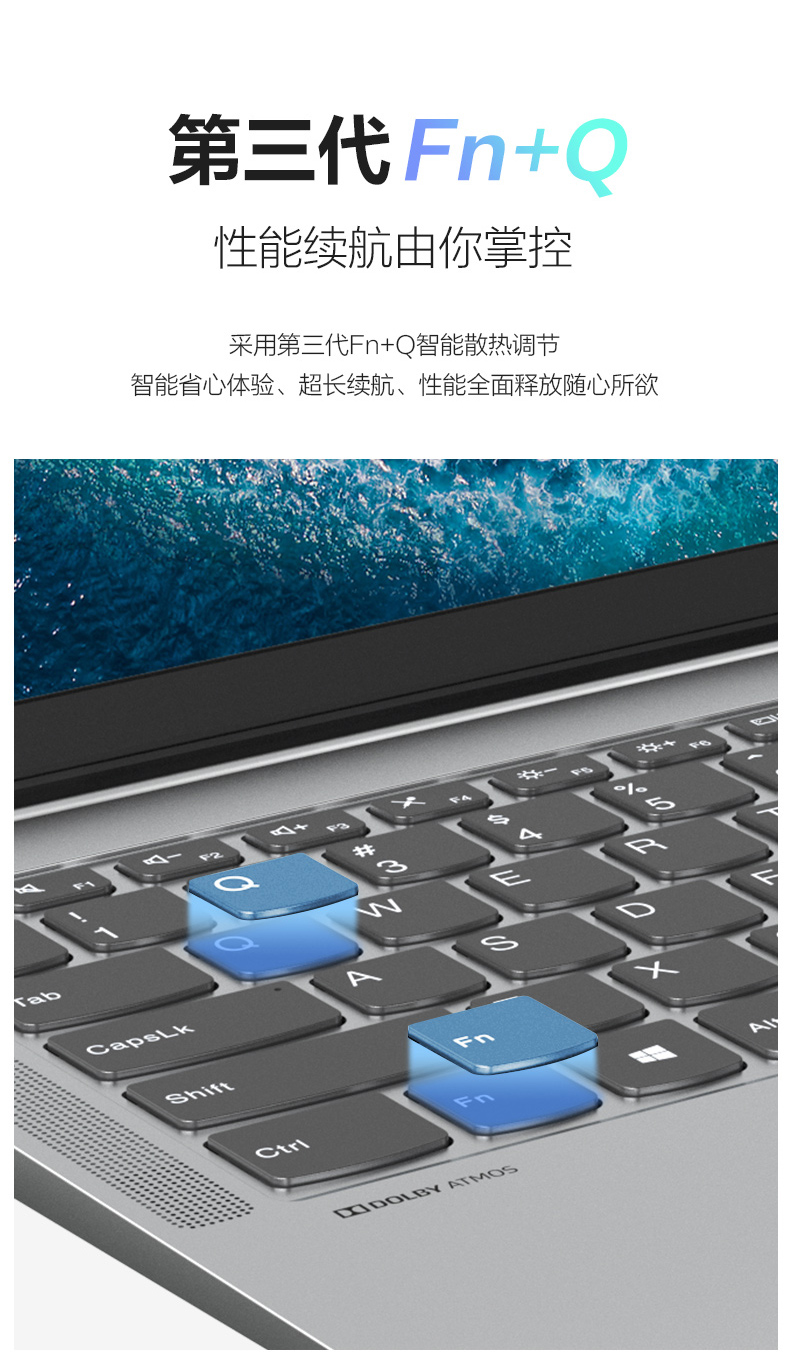 第三代Fn+Q
性能续航由你掌控
采用第三代Fn+Q智能散热调节
智能省心体验、超长续航、性能全面释放随心所欲
F1 F2 F3 F4 F5 F6
! 1 # 3 $ 4 % 5
Tab Q W E R
CapsLk A S D F
Shift X
Ctrl Fn Alt
Q
Fn
DOLBY ATMOS